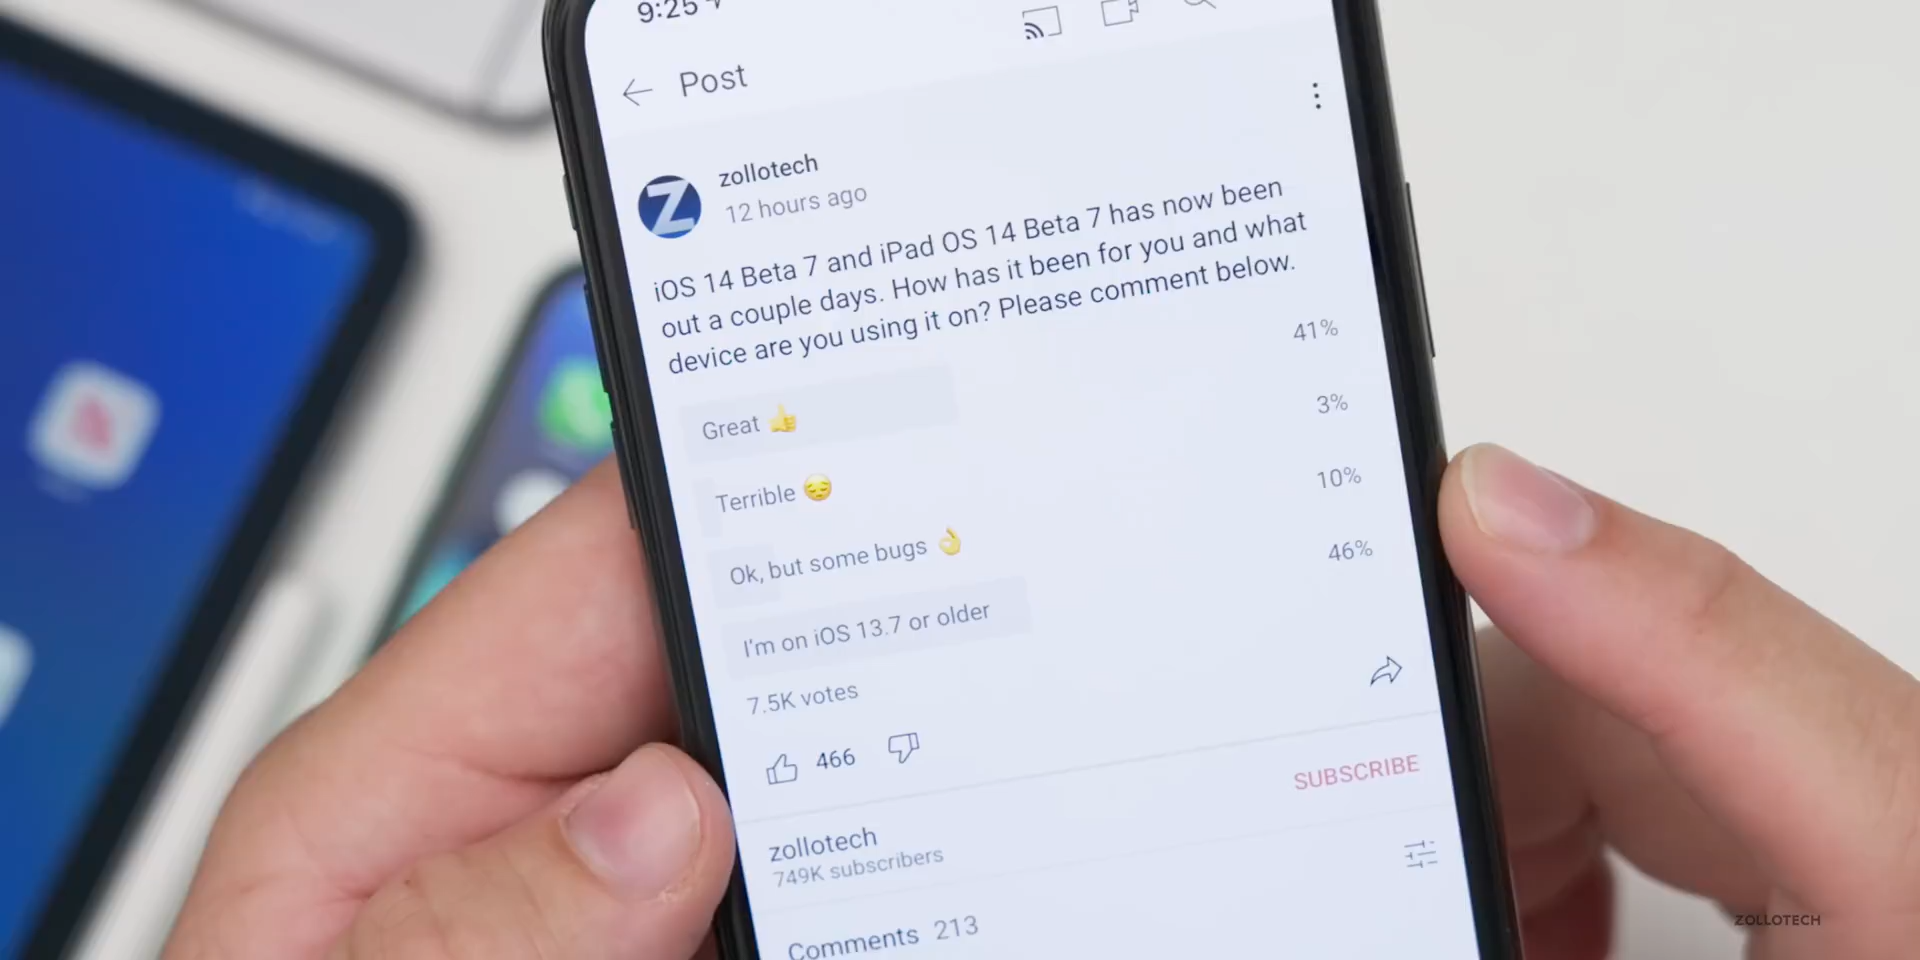 9:25
Post
zollotech
12 hours ago
iOS 14 Beta 7 and iPad OS 14 Beta 7 has now been
out a couple days. How has it been for you and what
device are you using it on? Please comment below.
Great 👍 41%
Terrible 😔 3%
Ok, but some bugs 👌 10%
I'm on iOS 13.7 or older 46%
7.5K votes
466
zollotech SUBSCRIBE
749K subscribers
Comments 213
ZOLLOTECH